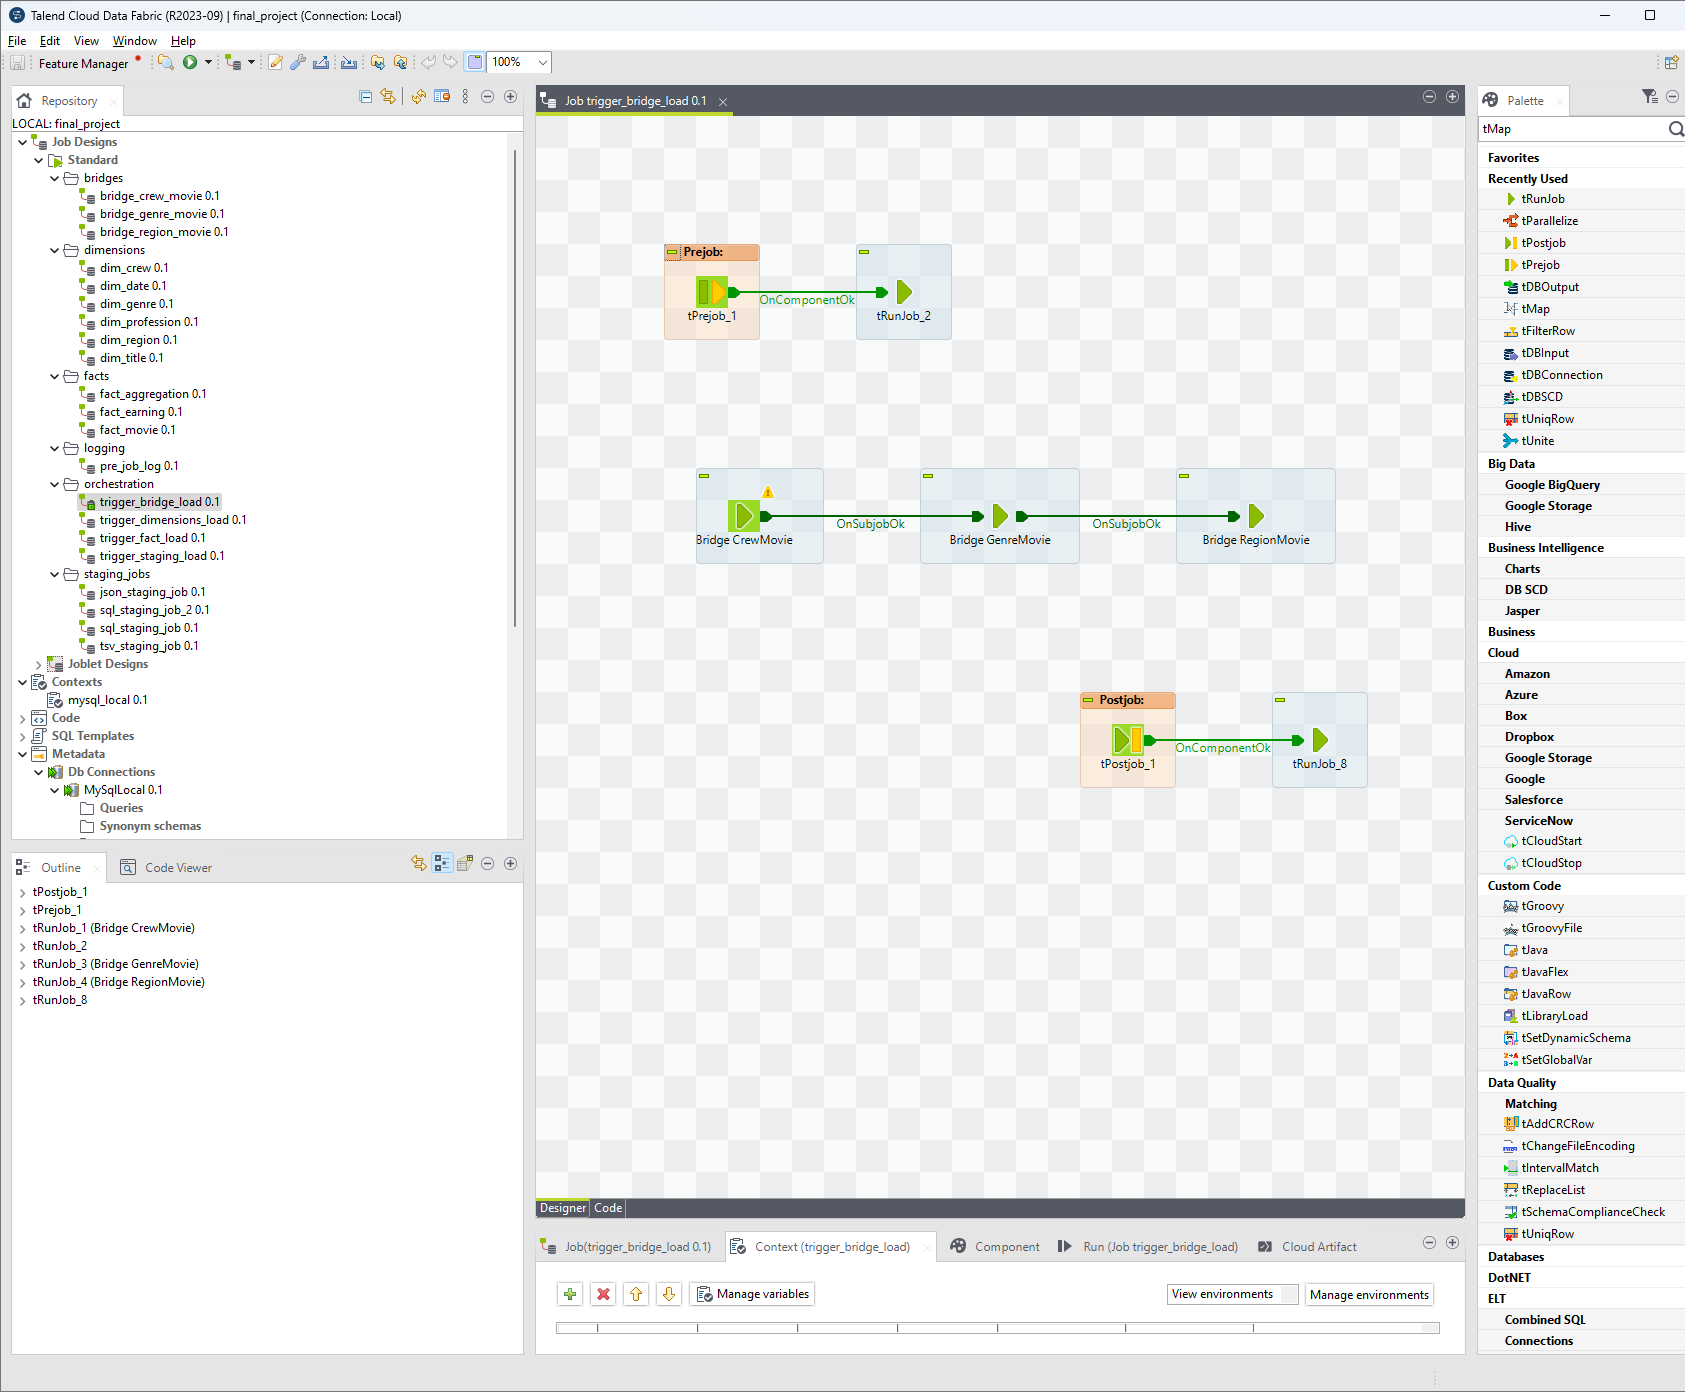 Talend Cloud Data Fabric (R2023-09) | final_project (Connection: Local)
File Edit View Window Help
Feature Manager
100%
Repository
LOCAL: final_project
Job Designs
Standard
bridges
bridge_crew_movie 0.1
bridge_genre_movie 0.1
bridge_region_movie 0.1
dimensions
dim_crew 0.1
dim_date 0.1
dim_genre 0.1
dim_profession 0.1
dim_region 0.1
dim_title 0.1
facts
fact_aggregation 0.1
fact_earning 0.1
fact_movie 0.1
logging
pre_job_log 0.1
orchestration
trigger_bridge_load 0.1
trigger_dimensions_load 0.1
trigger_fact_load 0.1
trigger_staging_load 0.1
staging_jobs
json_staging_job 0.1
sql_staging_job_2 0.1
sql_staging_job 0.1
tsv_staging_job 0.1
Joblet Designs
Contexts
mysql_local 0.1
Code
SQL Templates
Metadata
Db Connections
MySqlLocal 0.1
Queries
Synonym schemas
Outline
Code Viewer
tPostjob_1
tPrejob_1
tRunJob_1 (Bridge CrewMovie)
tRunJob_2
tRunJob_3 (Bridge GenreMovie)
tRunJob_4 (Bridge RegionMovie)
tRunJob_8
Job trigger_bridge_load 0.1
Prejob:
OnComponentOk
tPrejob_1
tRunJob_2
OnSubjobOk
OnSubjobOk
Bridge CrewMovie
Bridge GenreMovie
Bridge RegionMovie
Postjob:
OnComponentOk
tPostjob_1
tRunJob_8
Designer
Code
Job(trigger_bridge_load 0.1)
Context (trigger_bridge_load)
Component
Run (Job trigger_bridge_load)
Cloud Artifact
Manage variables
View environments
Manage environments
Palette
tMap
Favorites
Recently Used
tRunJob
tParallelize
tPostjob
tPrejob
tDBOutput
tMap
tFilterRow
tDBInput
tDBConnection
tDBSCD
tUniqRow
tUnite
Big Data
Google BigQuery
Google Storage
Hive
Business Intelligence
Charts
DB SCD
Jasper
Business
Cloud
Amazon
Azure
Box
Dropbox
Google Storage
Google
Salesforce
ServiceNow
tCloudStart
tCloudStop
Custom Code
tGroovy
tGroovyFile
tJava
tJavaFlex
tJavaRow
tLibraryLoad
tSetDynamicSchema
tSetGlobalVar
Data Quality
Matching
tAddCRCRow
tChangeFileEncoding
tIntervalMatch
tReplaceList
tSchemaComplianceCheck
tUniqRow
Databases
DotNET
ELT
Combined SQL
Connections